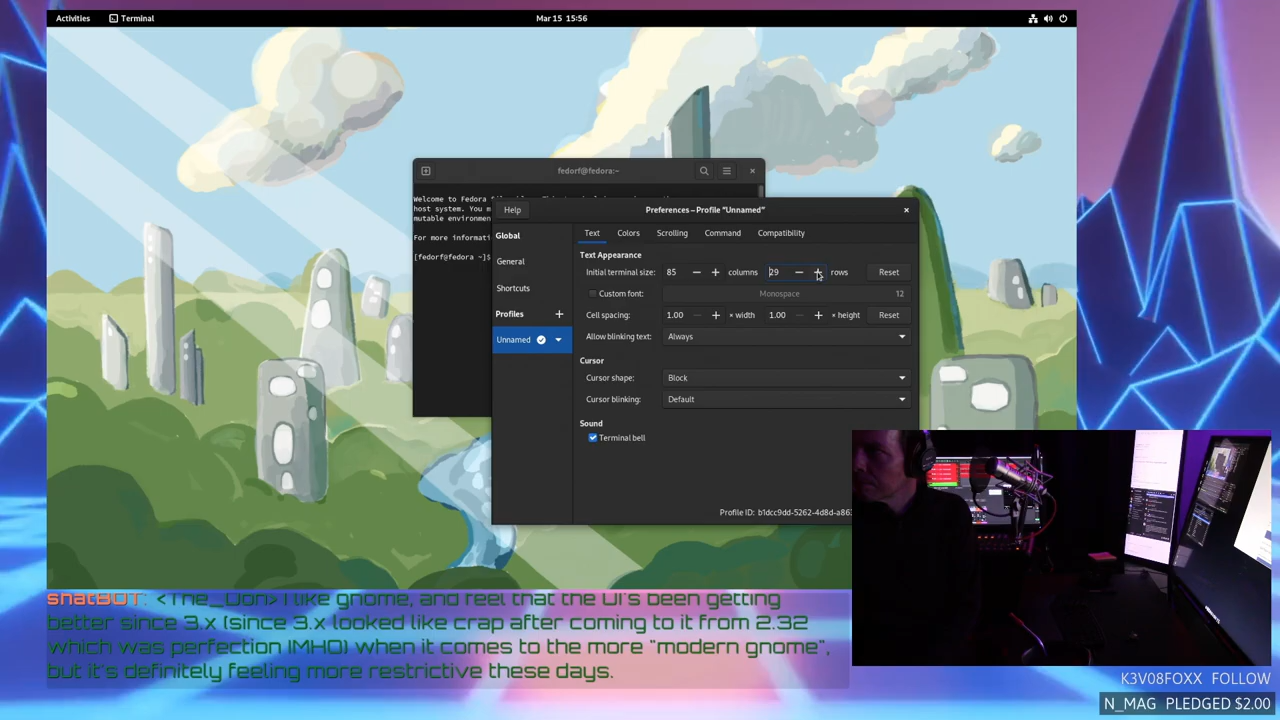 Activities Terminal Mar 15 15:56
fedorf@fedora:~
Welcome to Fedora
host system. You m
mutable environmen
For more informati
[fedorf@fedora ~]$
Help Preferences – Profile "Unnamed"
Global
General
Shortcuts
Profiles
Unnamed
Text Colors Scrolling Command Compatibility
Text Appearance
Initial terminal size: 85 columns 29 rows Reset
Custom font: Monospace 12
Cell spacing: 1.00 × width 1.00 × height Reset
Allow blinking text: Always
Cursor
Cursor shape: Block
Cursor blinking: Default
Sound
Terminal bell
Profile ID: b1dcc9dd-5262-4d8d-a863
shatBOT: <The_Don> I like gnome, and feel that the UI's been getting
better since 3.x (since 3.x looked like crap after coming to it from 2.32
which was perfection IMHO) when it comes to the more "modern gnome",
but it's definitely feeling more restrictive these days.
K3V08FOXX FOLLOW
N_MAG PLEDGED $2.00